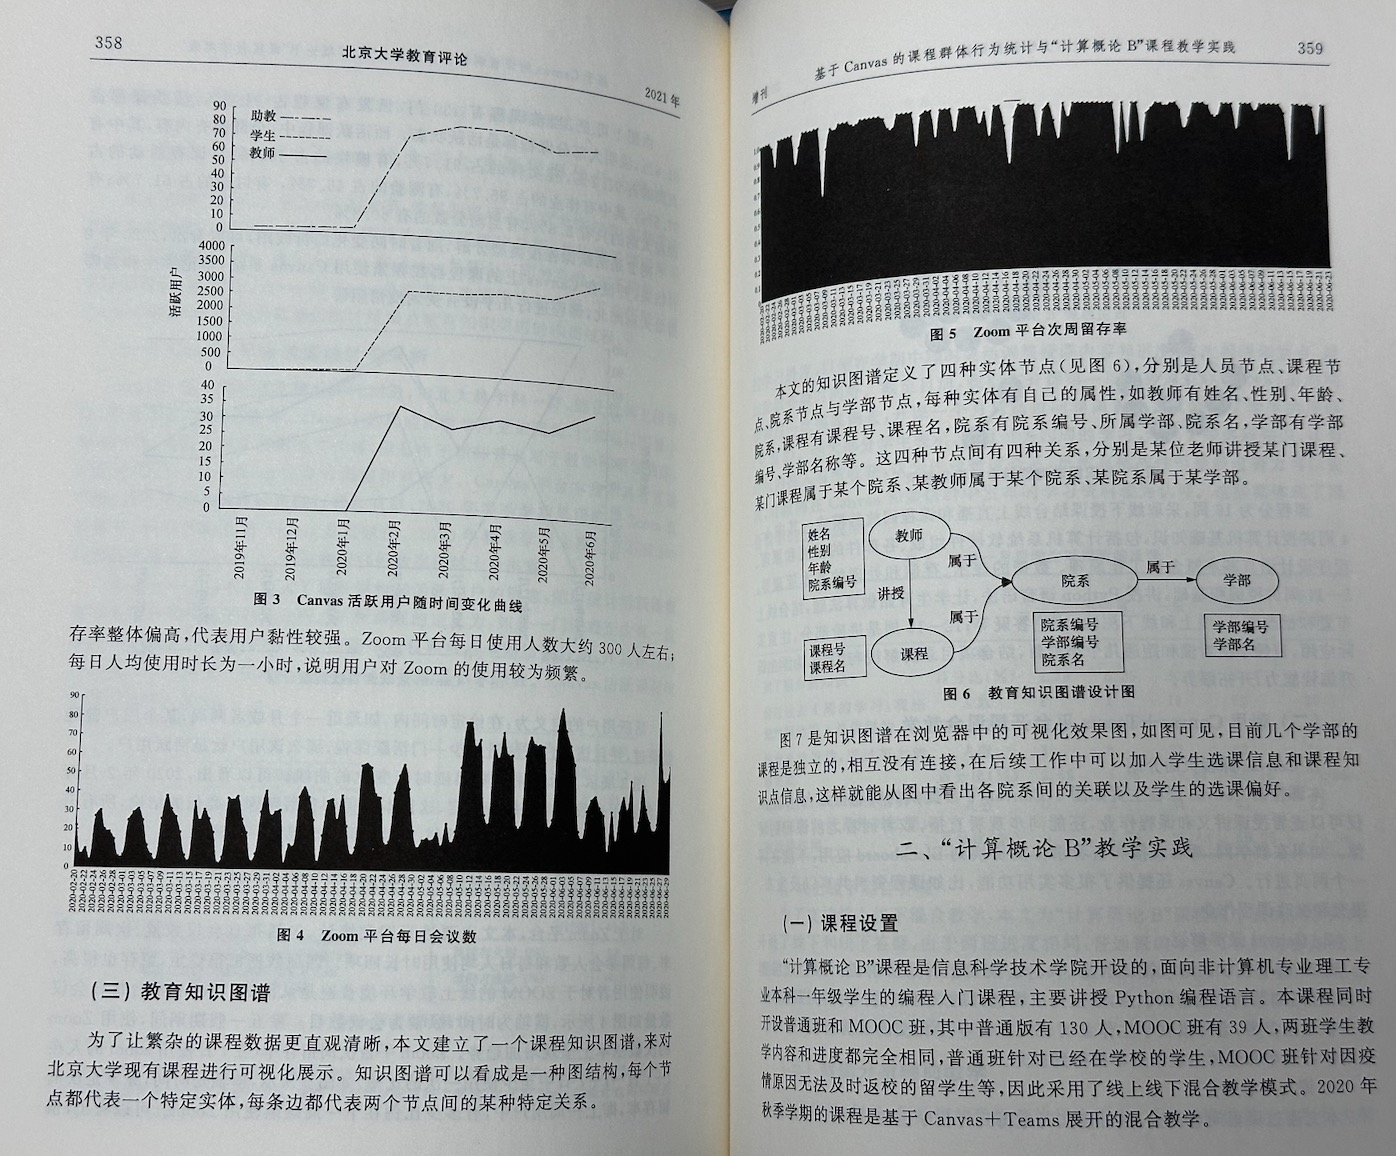 358
北京大学教育评论
2021年
90
80
70
60
50
40
30
20
10
0
助教
学生
教师
4000
3500
3000
2500
2000
1500
1000
500
0
活跃用户
40
35
30
25
20
15
10
5
0
2019年11月
2019年12月
2020年1月
2020年2月
2020年3月
2020年4月
2020年5月
2020年6月
图 3 Canvas 活跃用户随时间变化曲线
存率整体偏高,代表用户黏性较强。Zoom 平台每日使用人数大约 300 人左右;
每日人均使用时长为一小时,说明用户对 Zoom 的使用较为频繁。
90
80
70
60
50
40
30
20
10
0
图 4 Zoom 平台每日会议数
(三) 教育知识图谱
为了让繁杂的课程数据更直观清晰,本文建立了一个课程知识图谱,来对
北京大学现有课程进行可视化展示。知识图谱可以看成是一种图结构,每个节
点都代表一个特定实体,每条边都代表两个节点间的某种特定关系。
增刊
基于 Canvas 的课程群体行为统计与“计算概论 B”课程教学实践
359
图 5 Zoom 平台次周留存率
本文的知识图谱定义了四种实体节点(见图 6),分别是人员节点、课程节
点、院系节点与学部节点,每种实体有自己的属性,如教师有姓名、性别、年龄、
院系,课程有课程号、课程名,院系有院系编号、所属学部、院系名,学部有学部
编号、学部名称等。这四种节点间有四种关系,分别是某位老师讲授某门课程、
某门课程属于某个院系、某教师属于某个院系、某院系属于某学部。
姓名
性别
年龄
院系编号
教师
属于
讲授
院系
属于
学部
属于
课程号
课程名
课程
院系编号
学部编号
院系名
学部编号
学部名
图 6 教育知识图谱设计图
图 7 是知识图谱在浏览器中的可视化效果图,如图可见,目前几个学部的
课程是独立的,相互没有连接,在后续工作中可以加入学生选课信息和课程知
识点信息,这样就能从图中看出各院系间的关联以及学生的选课偏好。
二、“计算概论 B”教学实践
(一) 课程设置
“计算概论 B”课程是信息科学技术学院开设的,面向非计算机专业理工专
业本科一年级学生的编程入门课程,主要讲授 Python 编程语言。本课程同时
开设普通班和 MOOC 班,其中普通版有 130 人,MOOC 班有 39 人,两班学生教
学内容和进度都完全相同,普通班针对已经在学校的学生,MOOC 班针对因疫
情原因无法及时返校的留学生等,因此采用了线上线下混合教学模式。2020 年
秋季学期的课程是基于 Canvas+Teams 展开的混合教学。